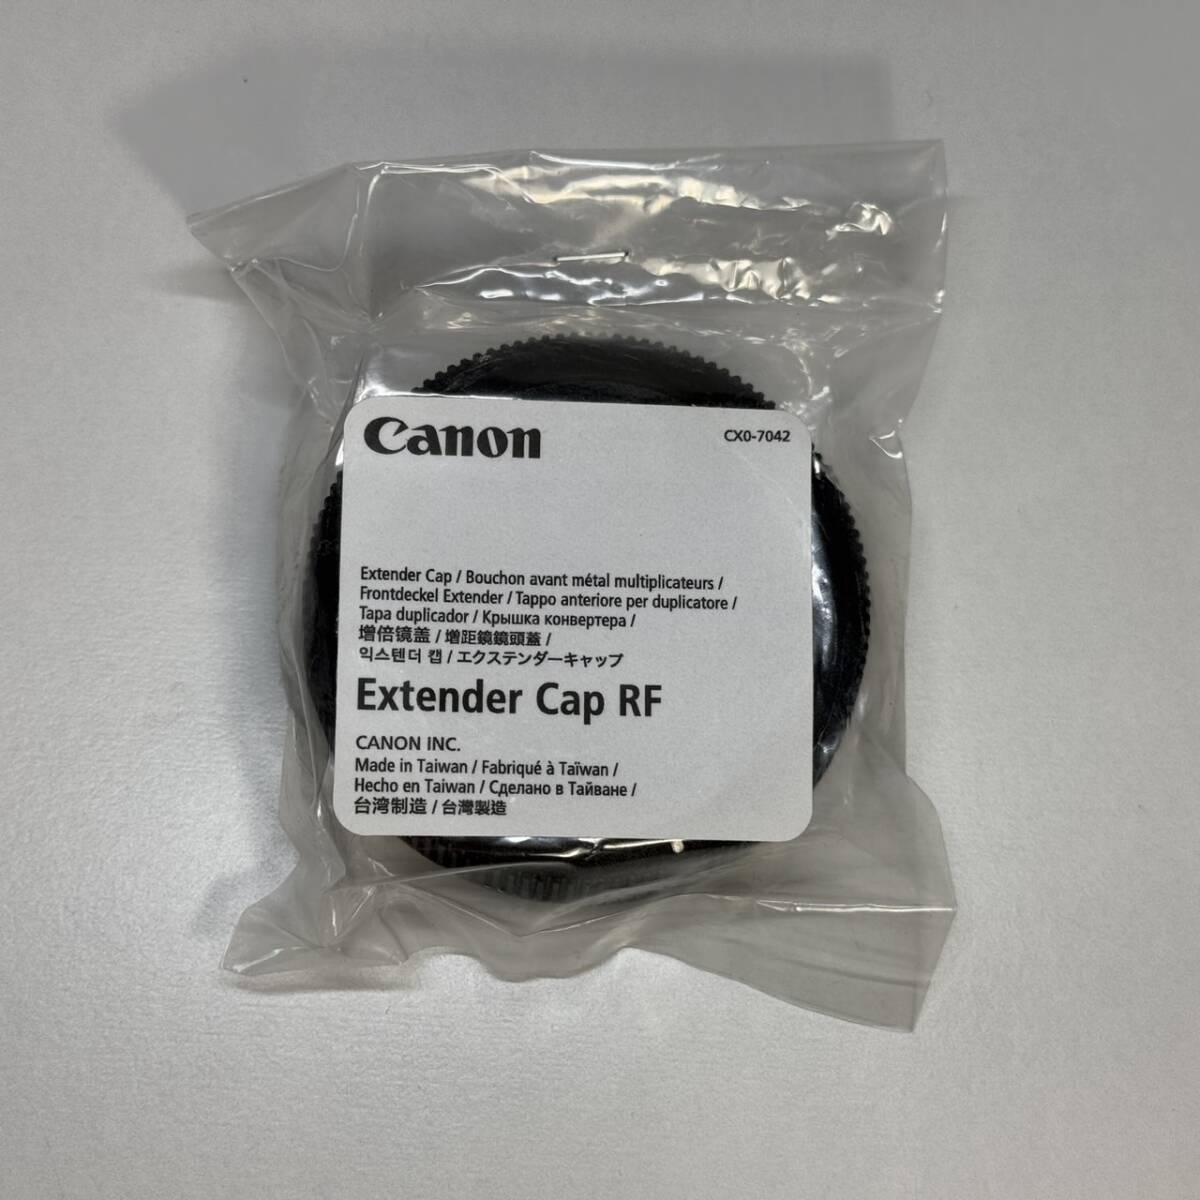 Canon
CX0-7042
Extender Cap / Bouchon avant métal multiplicateurs /
Frontdeckel Extender / Tappo anteriore per duplicatore /
Tapa duplicador / Крышка конвертера /
增倍镜盖 / 增距鏡鏡頭蓋 /
익스텐더 캡 / エクステンダーキャップ
Extender Cap RF
CANON INC.
Made in Taiwan / Fabriqué à Taïwan /
Hecho en Taiwan / Сделано в Тайване /
台湾制造 / 台灣製造